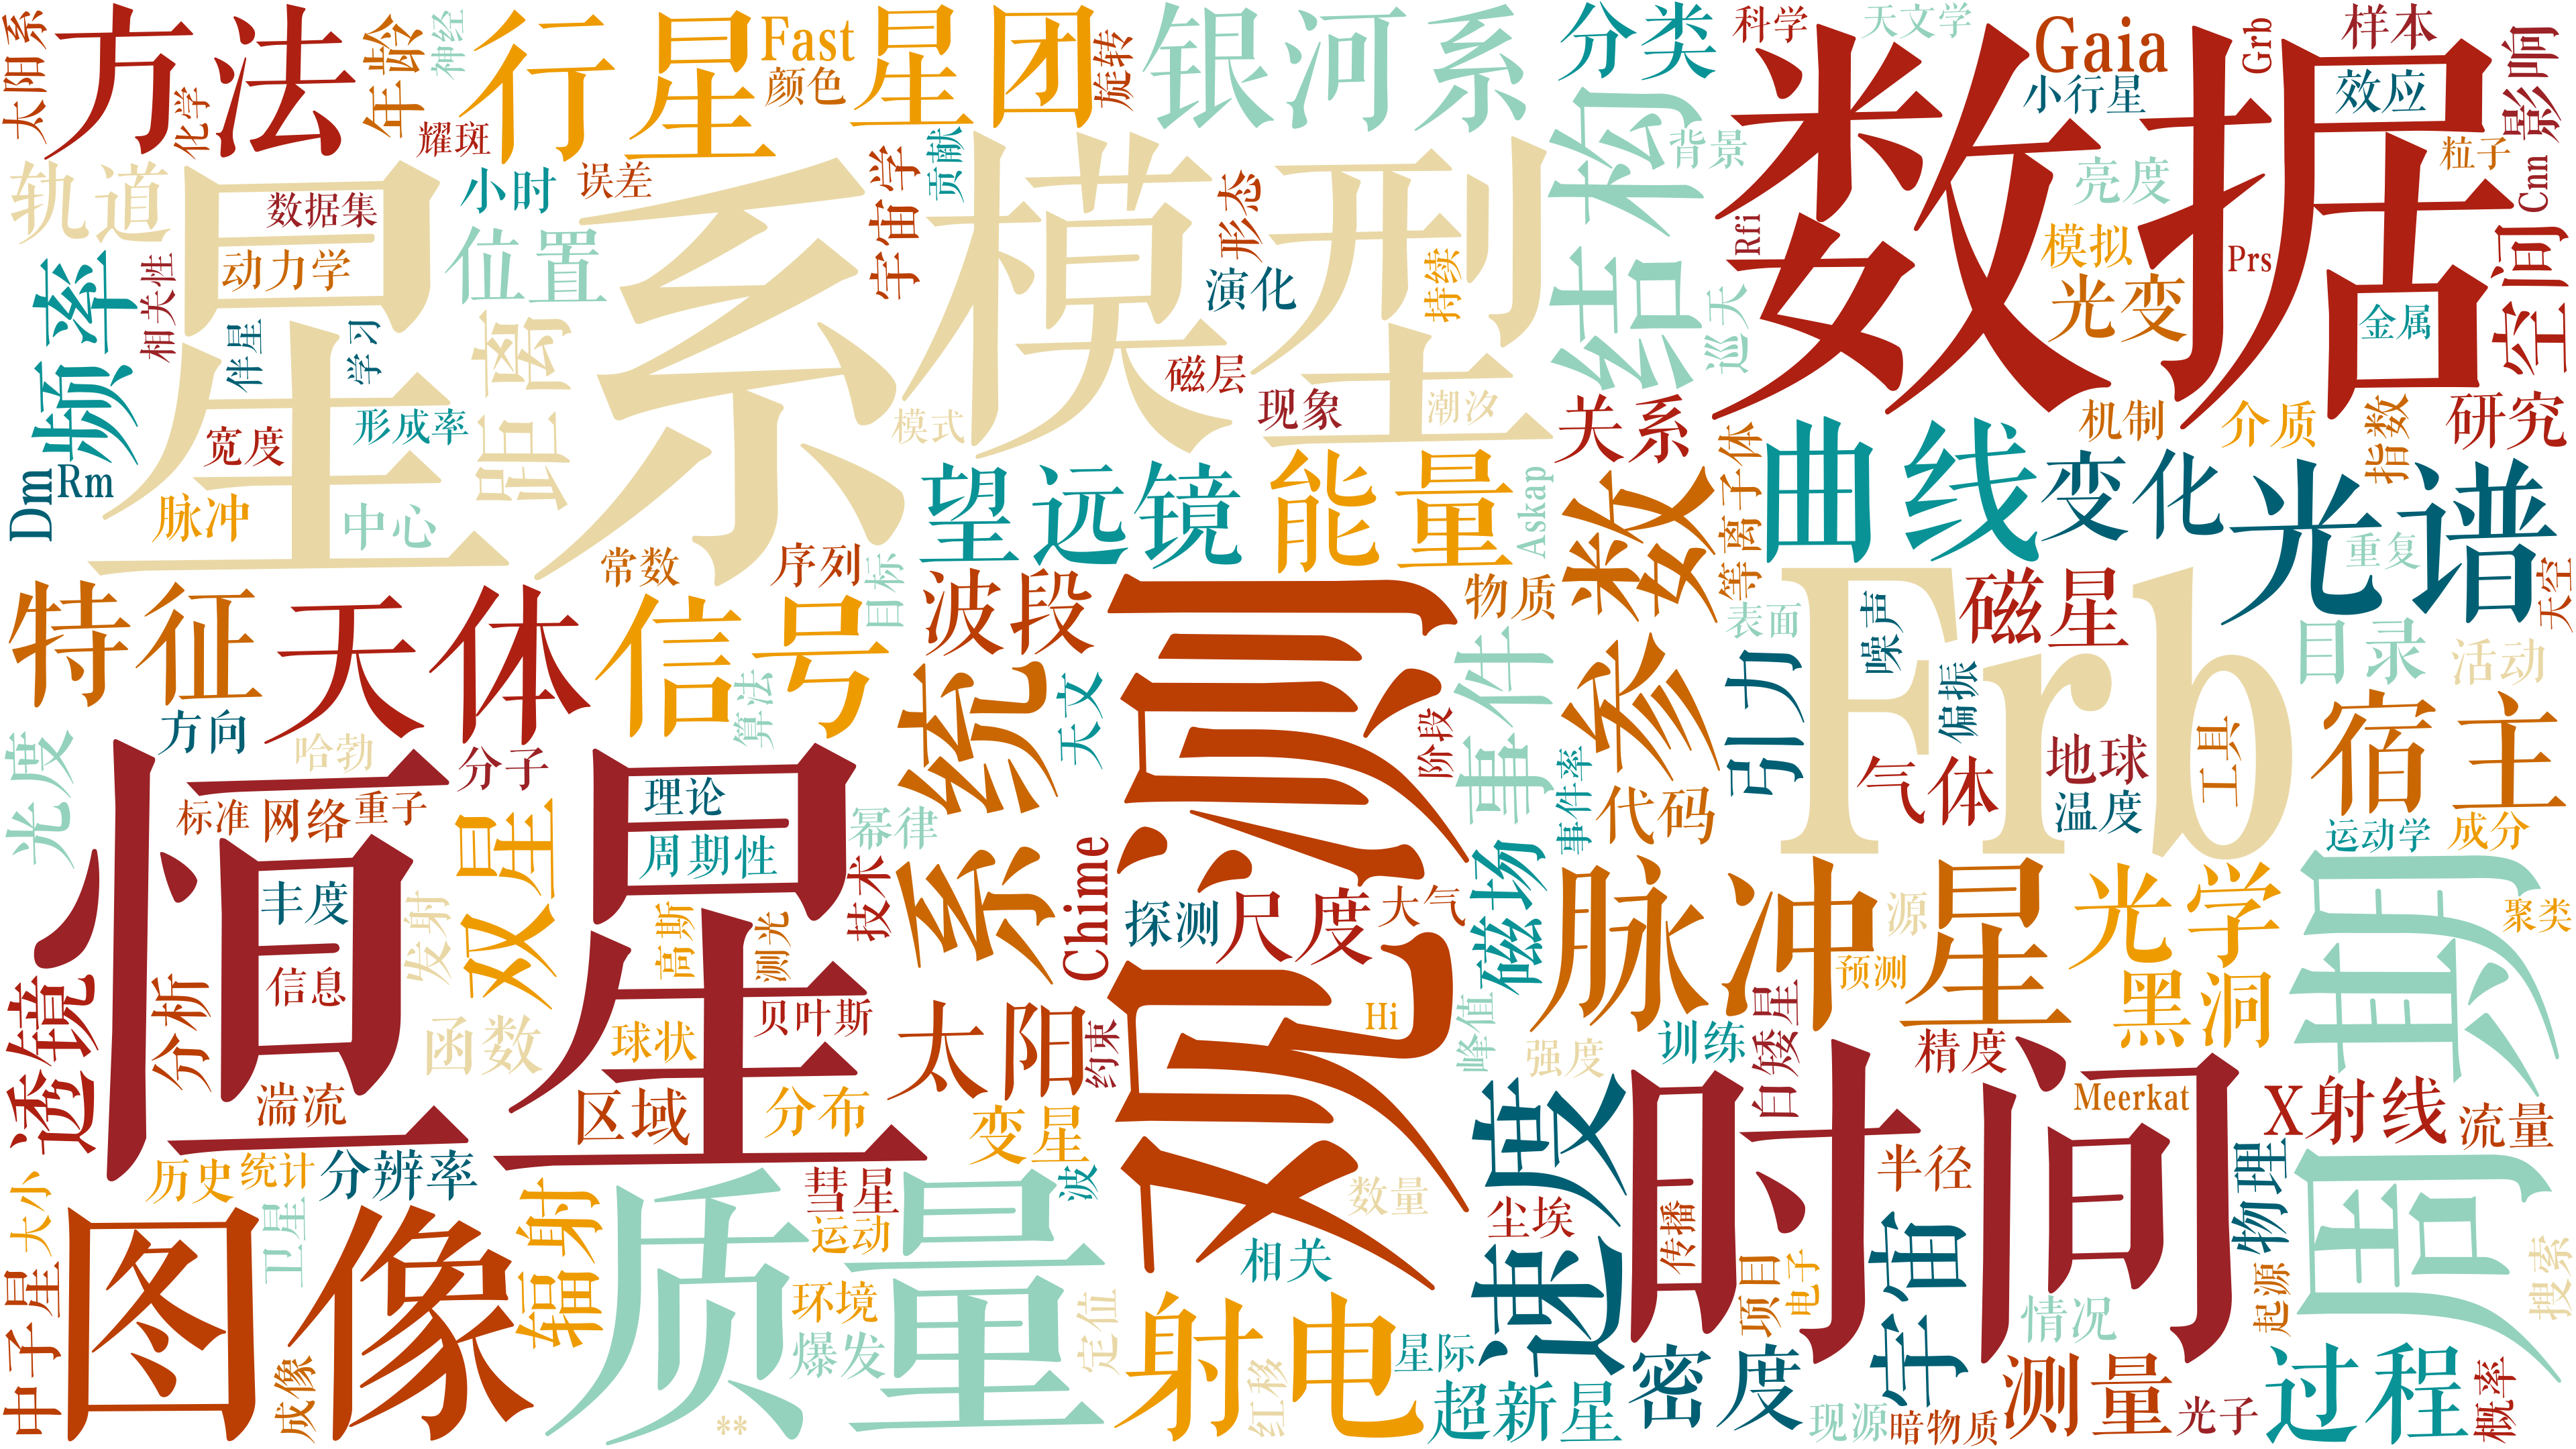 太阳系
方法
年龄
神经
行星
Fast
颜色
星团
旋转
银河系
分类
科学
天文学
数据
Gaia
Grb
样本
影响
化学
耀斑
小行星
效应
轨道
数据集
小时
误差
宇宙学
贡献
模型
形态
结构
背景
亮度
粒子
Cnn
星系
动力学
位置
演化
持续
Rfi
模拟
Prs
空间
频率
相关性
伴星
学习
距离
磁层
现象
巡天
光变
金属
宽度
形成率
模式
潮汐
关系
机制
介质
指数
研究
Dm
Rm
脉冲
中心
望远镜
能量
Askap
参数
等离子体
曲线
变化
光谱
重复
天空
特征
天体
常数
信号
序列
目标
波段
观测
物质
表面
噪声
磁星
Frb
目录
活动
方向
哈勃
分子
算法
系统
天文
阶段
事件
引力
偏振
工具
宿主
光度
恒星
标准
网络
重子
双星
理论
周期性
幂律
技术
Chime
事件率
代码
气体
地球
温度
运动学
成分
丰度
信息
发射
高斯
测光
探测
尺度
大气
磁场
脉冲星
源
光学
聚类
透镜
分析
函数
球状
贝叶斯
太阳
约束
Hi
峰值
强度
训练
白矮星
预测
精度
黑洞
周期
湍流
区域
分布
变星
速度
时间
Meerkat
X射线
流量
历史
统计
分辨率
大小
卫星
辐射
质量
彗星
波
运动
数量
尘埃
传播
半径
物理
中子星
图像
成像
环境
爆发
定位
相关
射电
红移
星际
超新星
密度
项目
电子
宇宙
情况
起源
搜索
**
现源
暗物质
测量
光子
过程
概率